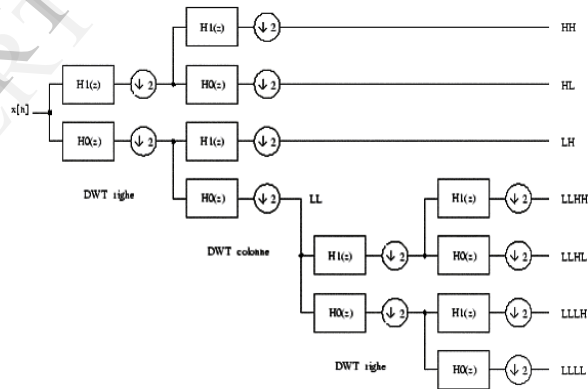 H1(z) ↓ 2 HH
H1(z) ↓ 2 H0(z) ↓ 2 HL
x[n]
H0(z) ↓ 2 H1(z) ↓ 2 LH
DWT righe H0(z) ↓ 2 LL H1(z) ↓ 2 LLHH
DWT colonne H1(z) ↓ 2 H0(z) ↓ 2 LLHL
H0(z) ↓ 2 H1(z) ↓ 2 LLLH
DWT righe H0(z) ↓ 2 LLLL